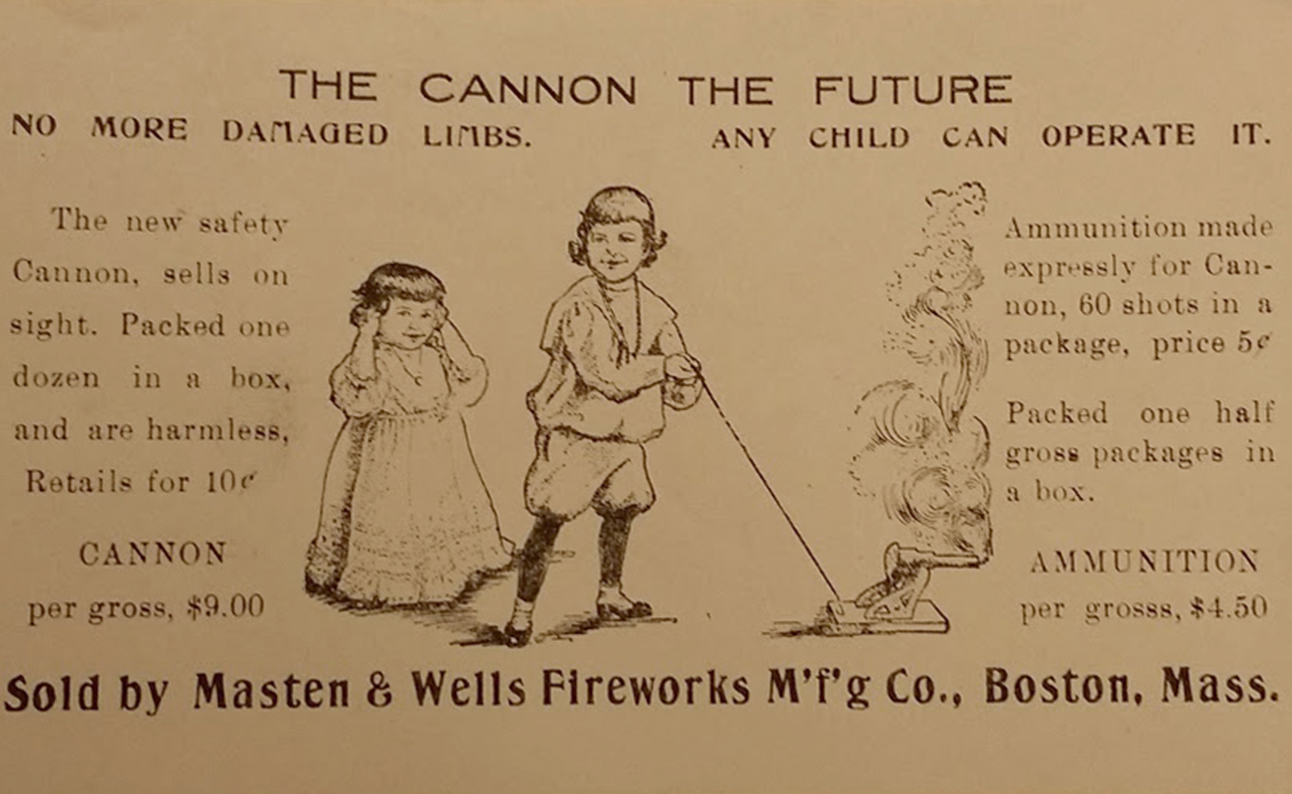 THE CANNON THE FUTURE
NO MORE DAMAGED LIMBS. ANY CHILD CAN OPERATE IT.
The new safety
Cannon, sells on
sight. Packed one
dozen in a box,
and are harmless,
Retails for 10¢
CANNON
per gross, $9.00
Ammunition made
expressly for Can-
non, 60 shots in a
package, price 5¢
Packed one half
gross packages in
a box.
AMMUNITION
per grosss, $4.50
Sold by Masten & Wells Fireworks M'f'g Co., Boston, Mass.